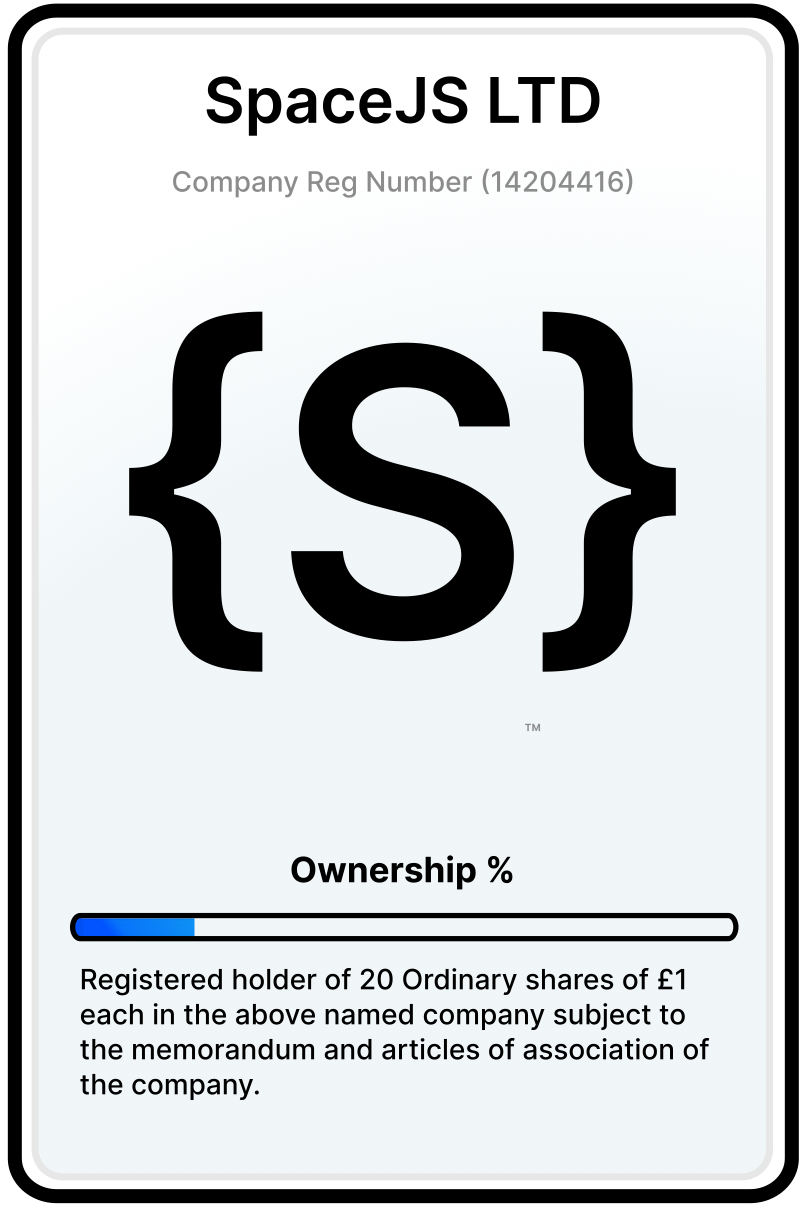 SpaceJS LTD
Company Reg Number (14204416)
{S}
™
Ownership %
Registered holder of 20 Ordinary shares of £1
each in the above named company subject to
the memorandum and articles of association of
the company.